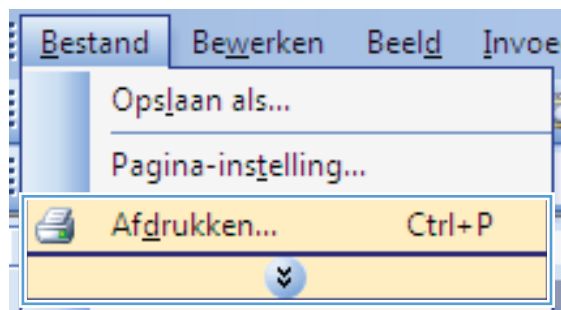 Bestand Bewerken Beeld Invoe
Opslaan als...
Pagina-instelling...
Afdrukken... Ctrl+P